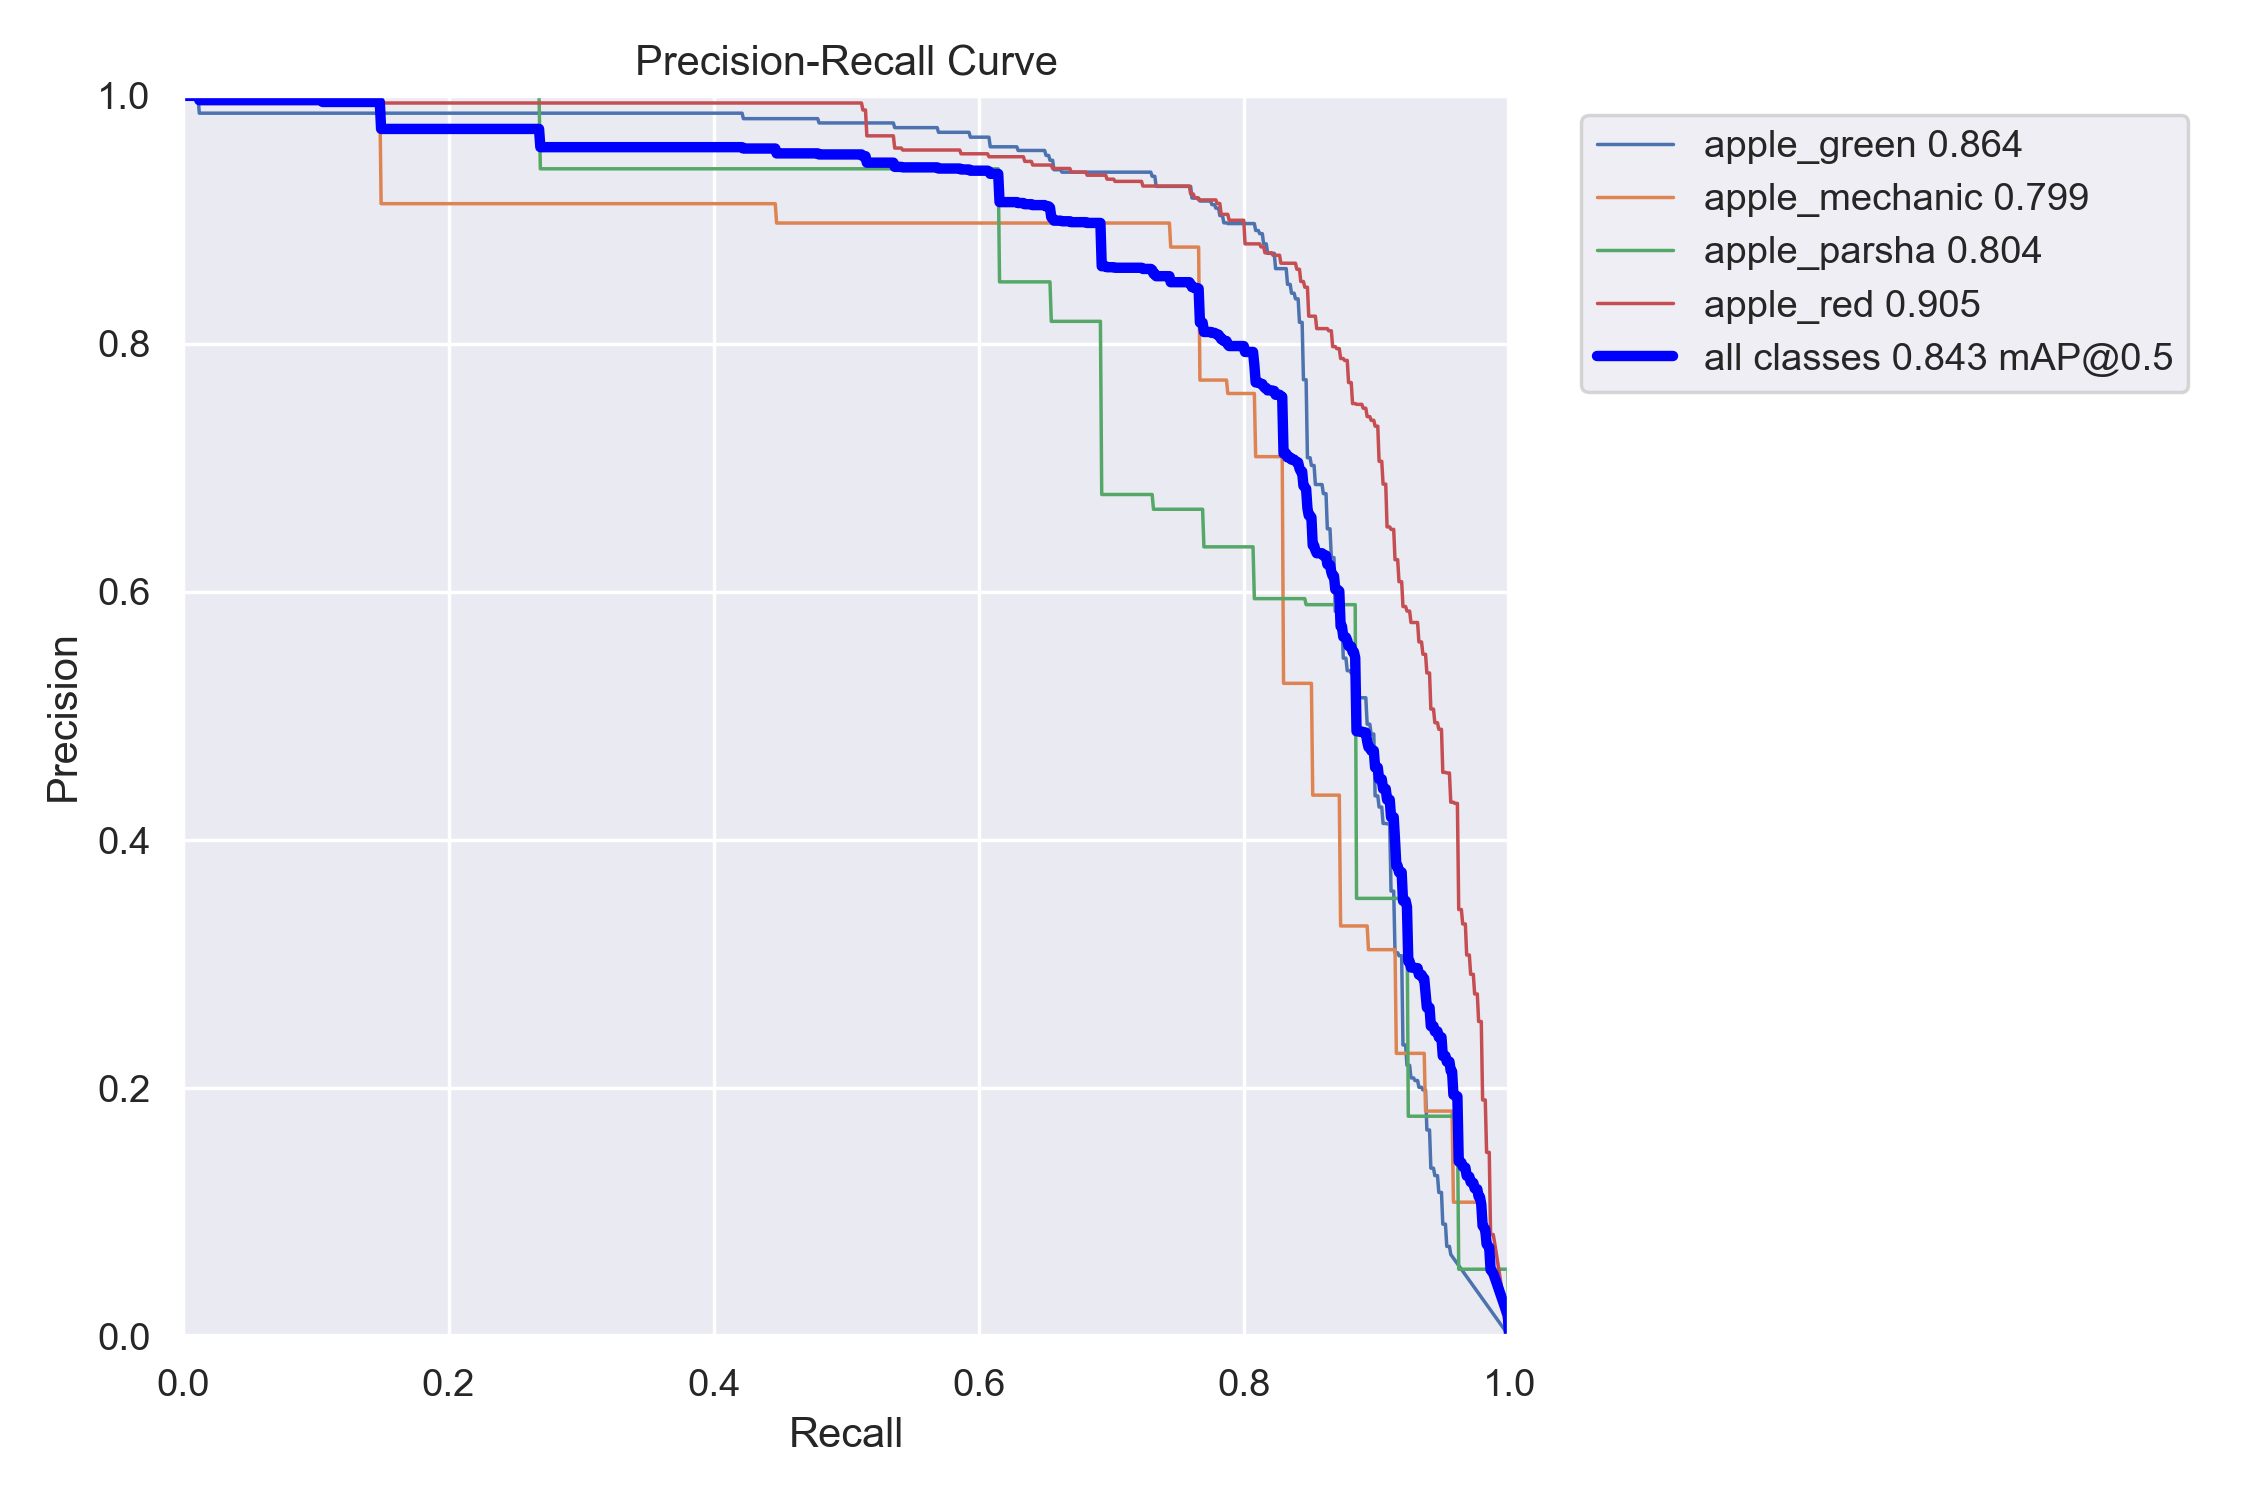 Precision-Recall Curve
1.0
0.8
0.6
0.4
0.2
0.0
Precision
0.0 0.2 0.4 0.6 0.8 1.0
Recall
apple_green 0.864
apple_mechanic 0.799
apple_parsha 0.804
apple_red 0.905
all classes 0.843 mAP@0.5